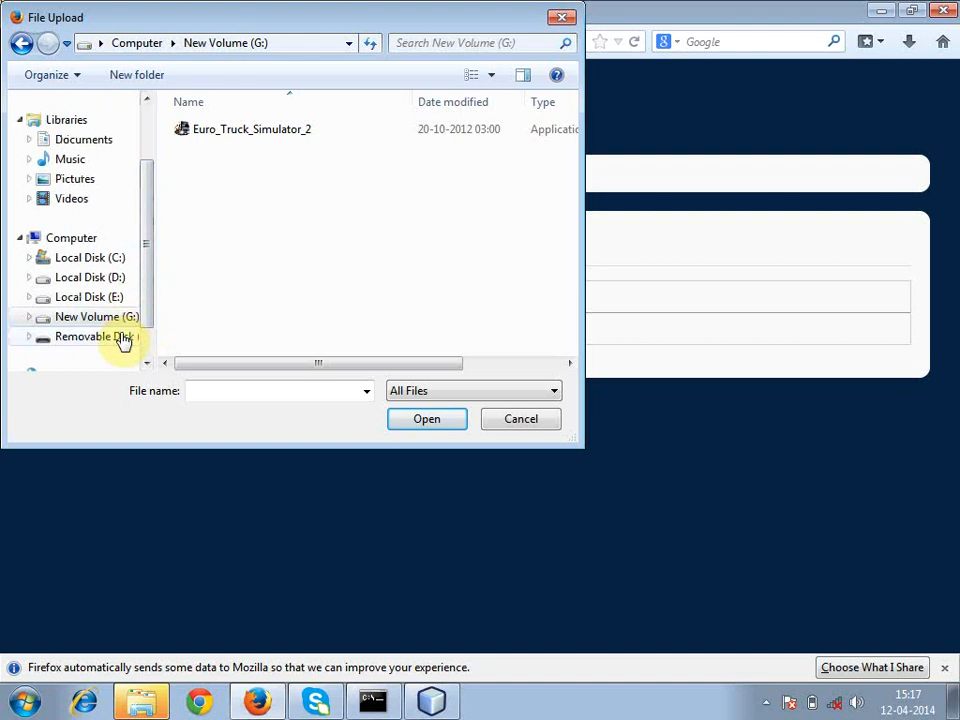 File Upload
Computer New Volume (G:) Search New Volume (G:)
Google
Organize New folder
Name Date modified Type
Libraries
Euro_Truck_Simulator_2 20-10-2012 03:00 Applicatio
Documents
Music
Pictures
Videos
Computer
Local Disk (C:)
Local Disk (D:)
Local Disk (E:)
New Volume (G:)
Removable Disk (
File name: All Files
Open Cancel
Firefox automatically sends some data to Mozilla so that we can improve your experience. Choose What I Share
15:17
12-04-2014